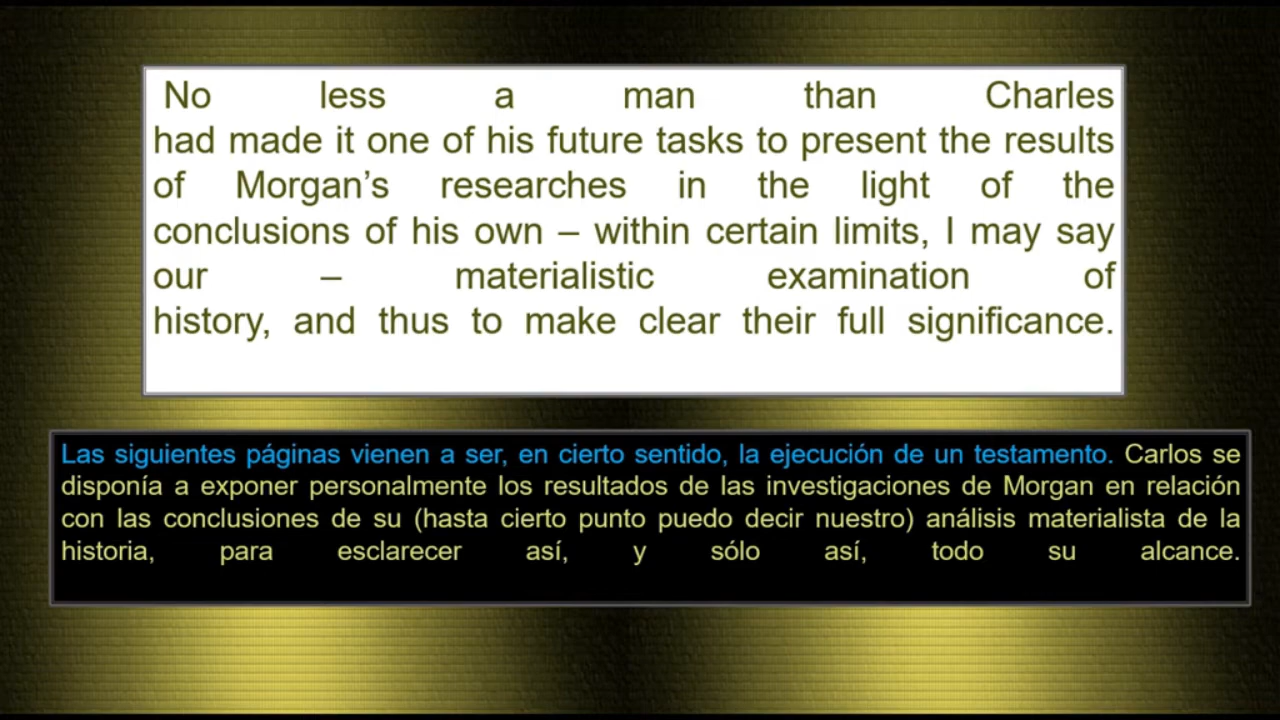 No less a man than Charles
had made it one of his future tasks to present the results
of Morgan’s researches in the light of the
conclusions of his own – within certain limits, I may say
our – materialistic examination of
history, and thus to make clear their full significance.
Las siguientes páginas vienen a ser, en cierto sentido, la ejecución de un testamento. Carlos se
disponía a exponer personalmente los resultados de las investigaciones de Morgan en relación
con las conclusiones de su (hasta cierto punto puedo decir nuestro) análisis materialista de la
historia, para esclarecer así, y sólo así, todo su alcance.